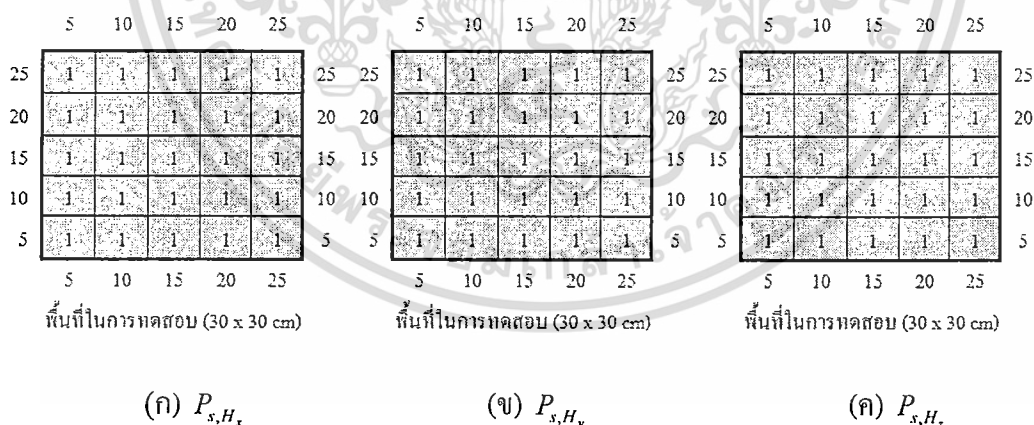 5 10 15 20 25 5 10 15 20 25 5 10 15 20 25
25 1 1 1 1 1 25 25 1 1 1 1 1 25 25 1 1 1 1 1 25
20 1 1 1 1 1 20 20 1 1 1 1 1 20 20 1 1 1 1 1 20
15 1 1 1 1 1 15 15 1 1 1 1 1 15 15 1 1 1 1 1 15
10 1 1 1 1 1 10 10 1 1 1 1 1 10 10 1 1 1 1 1 10
5 1 1 1 1 1 5 5 1 1 1 1 1 5 5 1 1 1 1 1 5
5 10 15 20 25 5 10 15 20 25 5 10 15 20 25
พื้นที่ในการทดสอบ (30 x 30 cm) พื้นที่ในการทดสอบ (30 x 30 cm) พื้นที่ในการทดสอบ (30 x 30 cm)
(ก) P_{s,H_x} (ข) P_{s,H_y} (ค) P_{s,H_z}